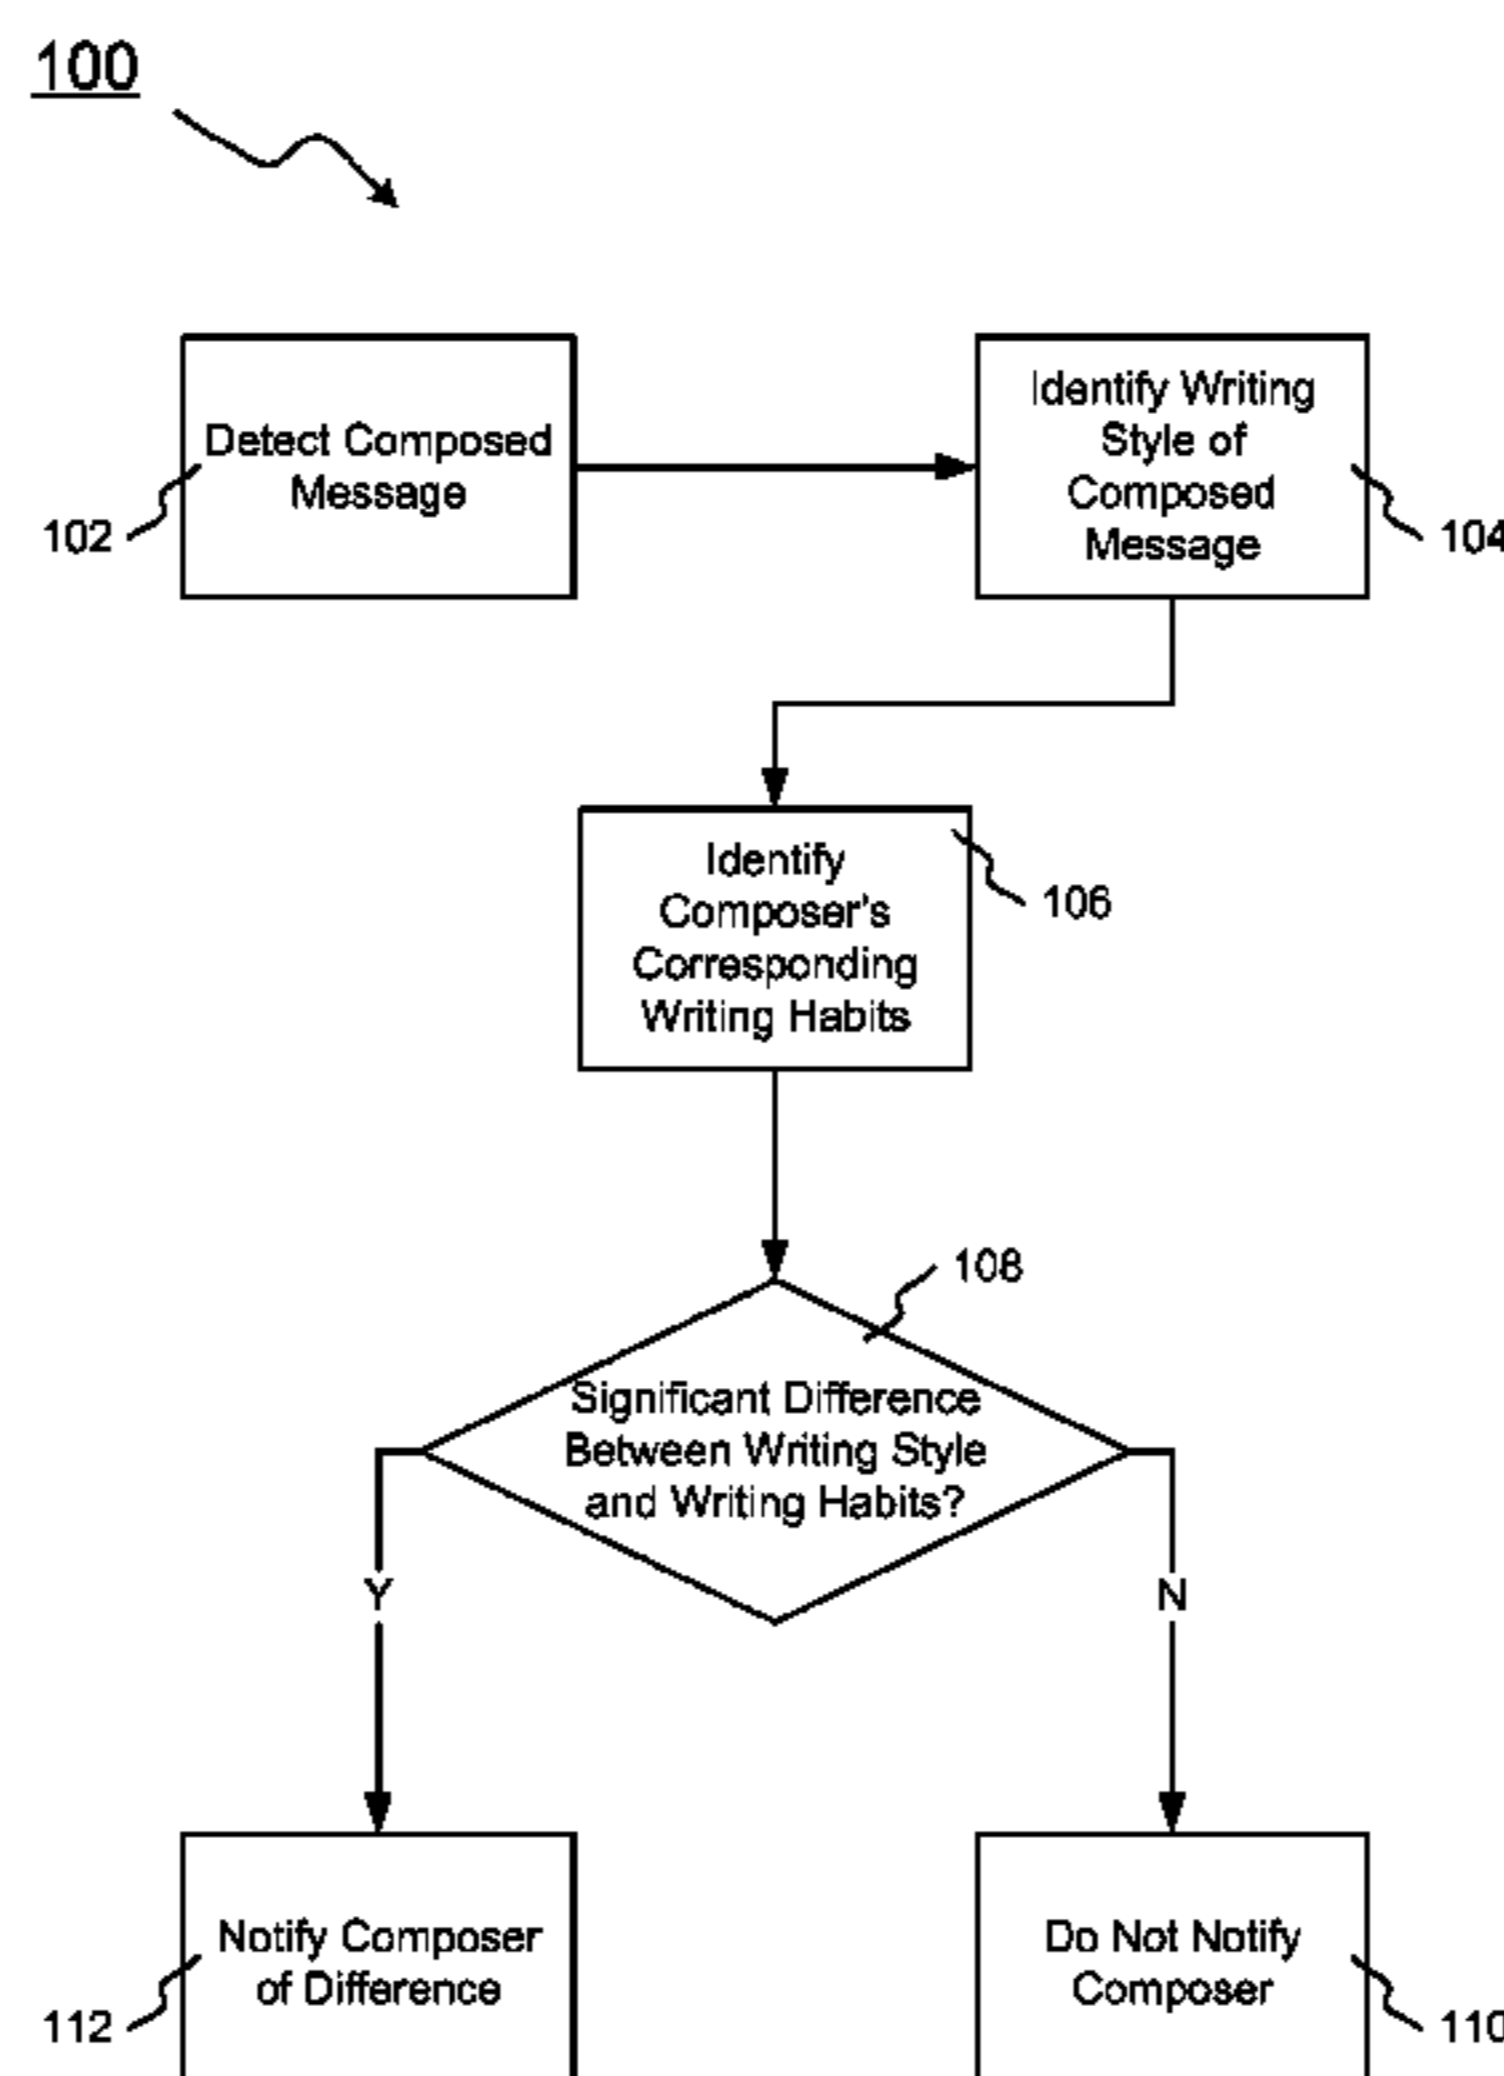 100
Detect Composed
Message
102
Identify Writing
Style of
Composed
Message
104
Identify
Composer's
Corresponding
Writing Habits
106
108
Significant Difference
Between Writing Style
and Writing Habits?
Y
N
Notify Composer
of Difference
112
Do Not Notify
Composer
110